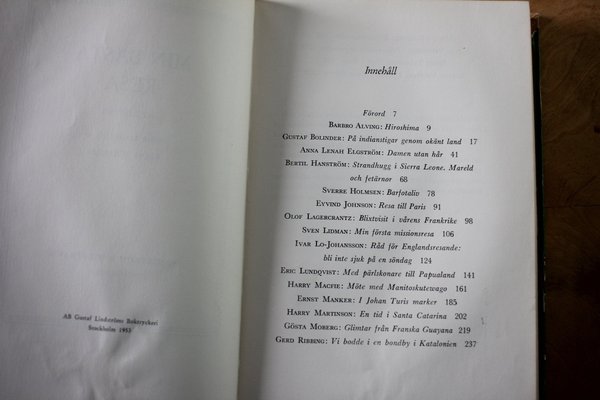 AB Gustaf Lindströms Boktryckeri
Stockholm 1953
Innehåll
Förord 7
Barbro Alving: Hiroshima 9
Gustaf Bolinder: På indianstigar genom okänt land 17
Anna Lenah Elgström: Damen utan hår 41
Bertil Hanström: Strandhugg i Sierra Leone. Mareld
och fetärnor 68
Sverre Holmsen: Barfotaliv 78
Eyvind Johnson: Resa till Paris 91
Olof Lagercrantz: Blixtvisit i vårens Frankrike 98
Sven Lidman: Min första missionsresa 106
Ivar Lo-Johansson: Råd för Englandsresande:
bli inte sjuk på en söndag 124
Eric Lundqvist: Med pärlskonare till Papualand 141
Harry Macfie: Möte med Manitoskutewago 161
Ernst Manker: I Johan Turis marker 185
Harry Martinson: En tid i Santa Catarina 202
Gösta Moberg: Glimtar från Franska Guayana 219
Gerd Ribbing: Vi bodde i en bondby i Katalonien 237